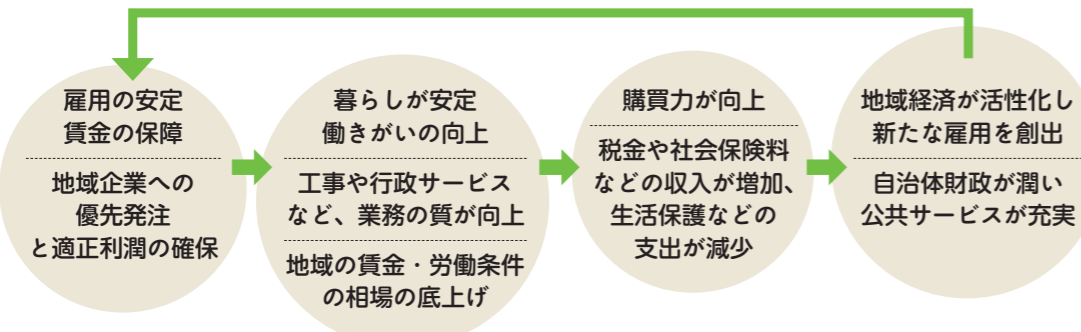 雇用の安定
賃金の保障
地域企業への
優先発注
と適正利潤の確保
暮らしが安定
働きがいの向上
工事や行政サービス
など、業務の質が向上
地域の賃金・労働条件
の相場の底上げ
購買力が向上
税金や社会保険料
などの収入が増加、
生活保護などの
支出が減少
地域経済が活性化し
新たな雇用を創出
自治体財政が潤い
公共サービスが充実